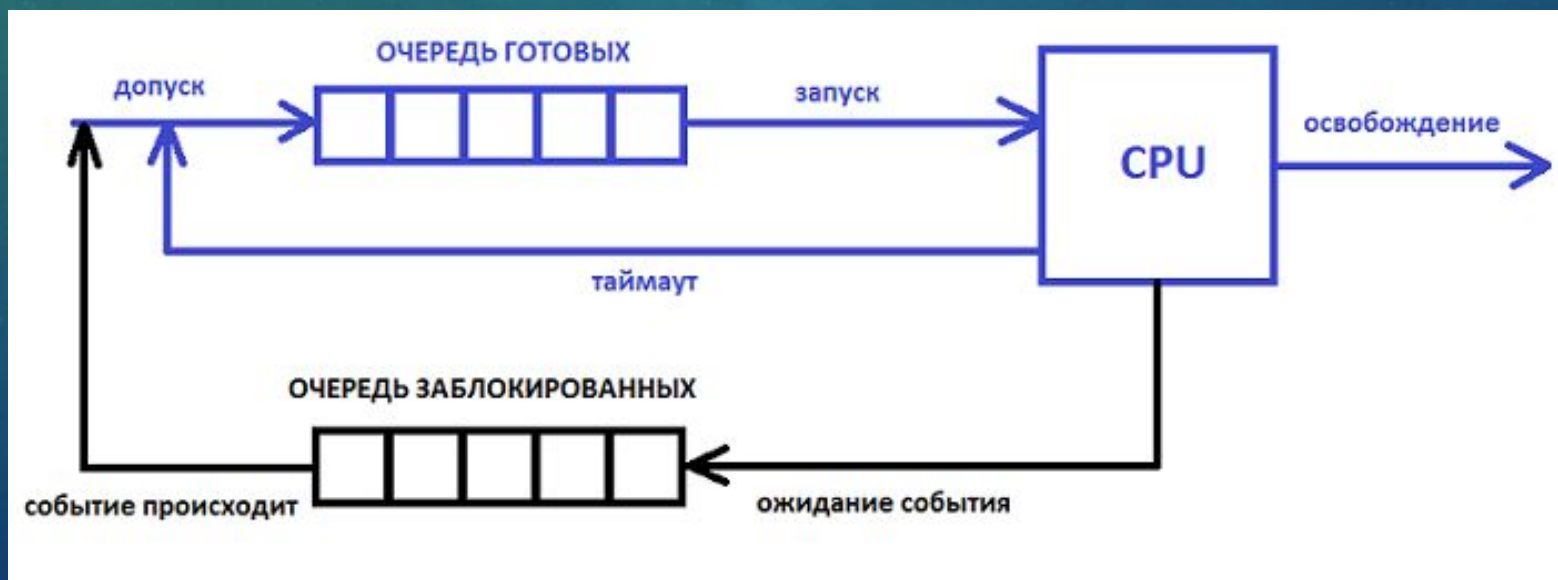 ОЧЕРЕДЬ ГОТОВЫХ
допуск
запуск
CPU
освобождение
таймаут
ОЧЕРЕДЬ ЗАБЛОКИРОВАННЫХ
событие происходит
ожидание события